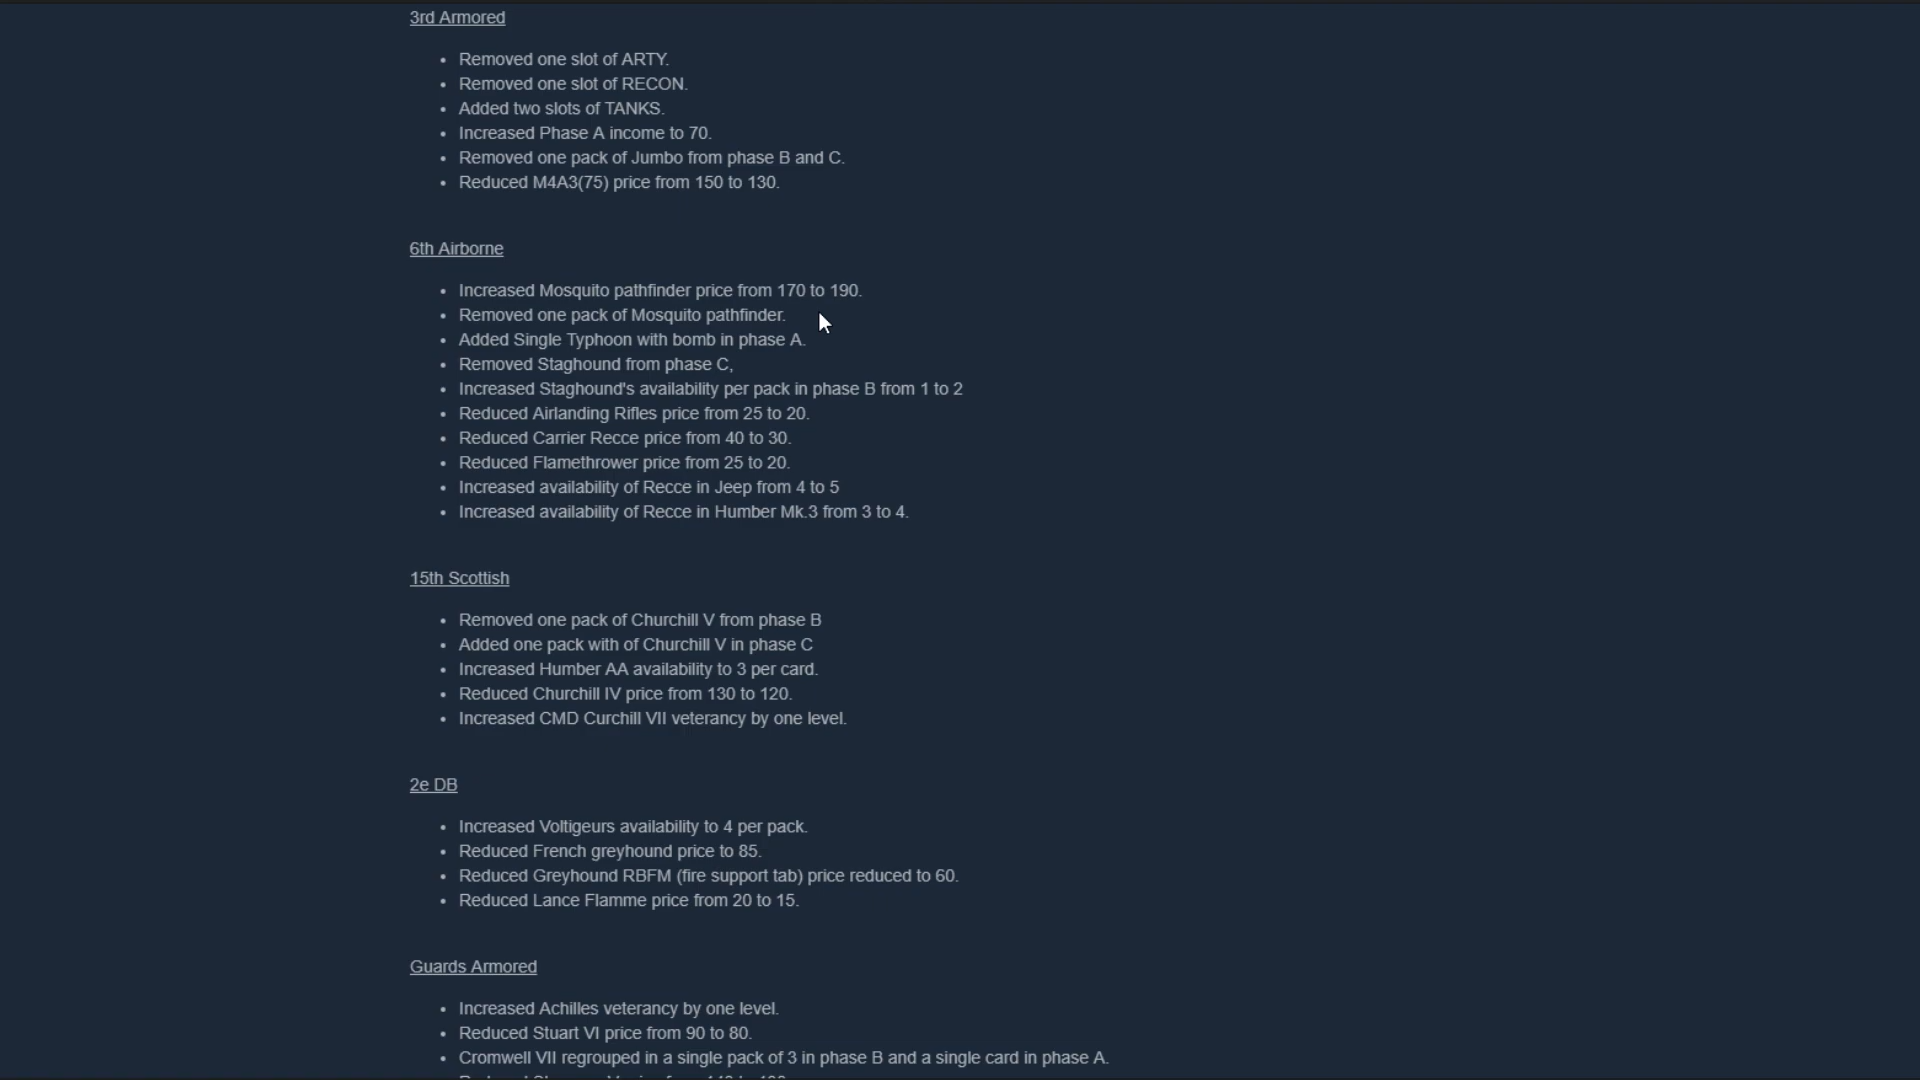 3rd Armored
• Removed one slot of ARTY.
• Removed one slot of RECON.
• Added two slots of TANKS.
• Increased Phase A income to 70.
• Removed one pack of Jumbo from phase B and C.
• Reduced M4A3(75) price from 150 to 130.
6th Airborne
• Increased Mosquito pathfinder price from 170 to 190.
• Removed one pack of Mosquito pathfinder.
• Added Single Typhoon with bomb in phase A.
• Removed Staghound from phase C,
• Increased Staghound's availability per pack in phase B from 1 to 2
• Reduced Airlanding Rifles price from 25 to 20.
• Reduced Carrier Recce price from 40 to 30.
• Reduced Flamethrower price from 25 to 20.
• Increased availability of Recce in Jeep from 4 to 5
• Increased availability of Recce in Humber Mk.3 from 3 to 4.
15th Scottish
• Removed one pack of Churchill V from phase B
• Added one pack with of Churchill V in phase C
• Increased Humber AA availability to 3 per card.
• Reduced Churchill IV price from 130 to 120.
• Increased CMD Curchill VII veterancy by one level.
2e DB
• Increased Voltigeurs availability to 4 per pack.
• Reduced French greyhound price to 85.
• Reduced Greyhound RBFM (fire support tab) price reduced to 60.
• Reduced Lance Flamme price from 20 to 15.
Guards Armored
• Increased Achilles veterancy by one level.
• Reduced Stuart VI price from 90 to 80.
• Cromwell VII regrouped in a single pack of 3 in phase B and a single card in phase A.